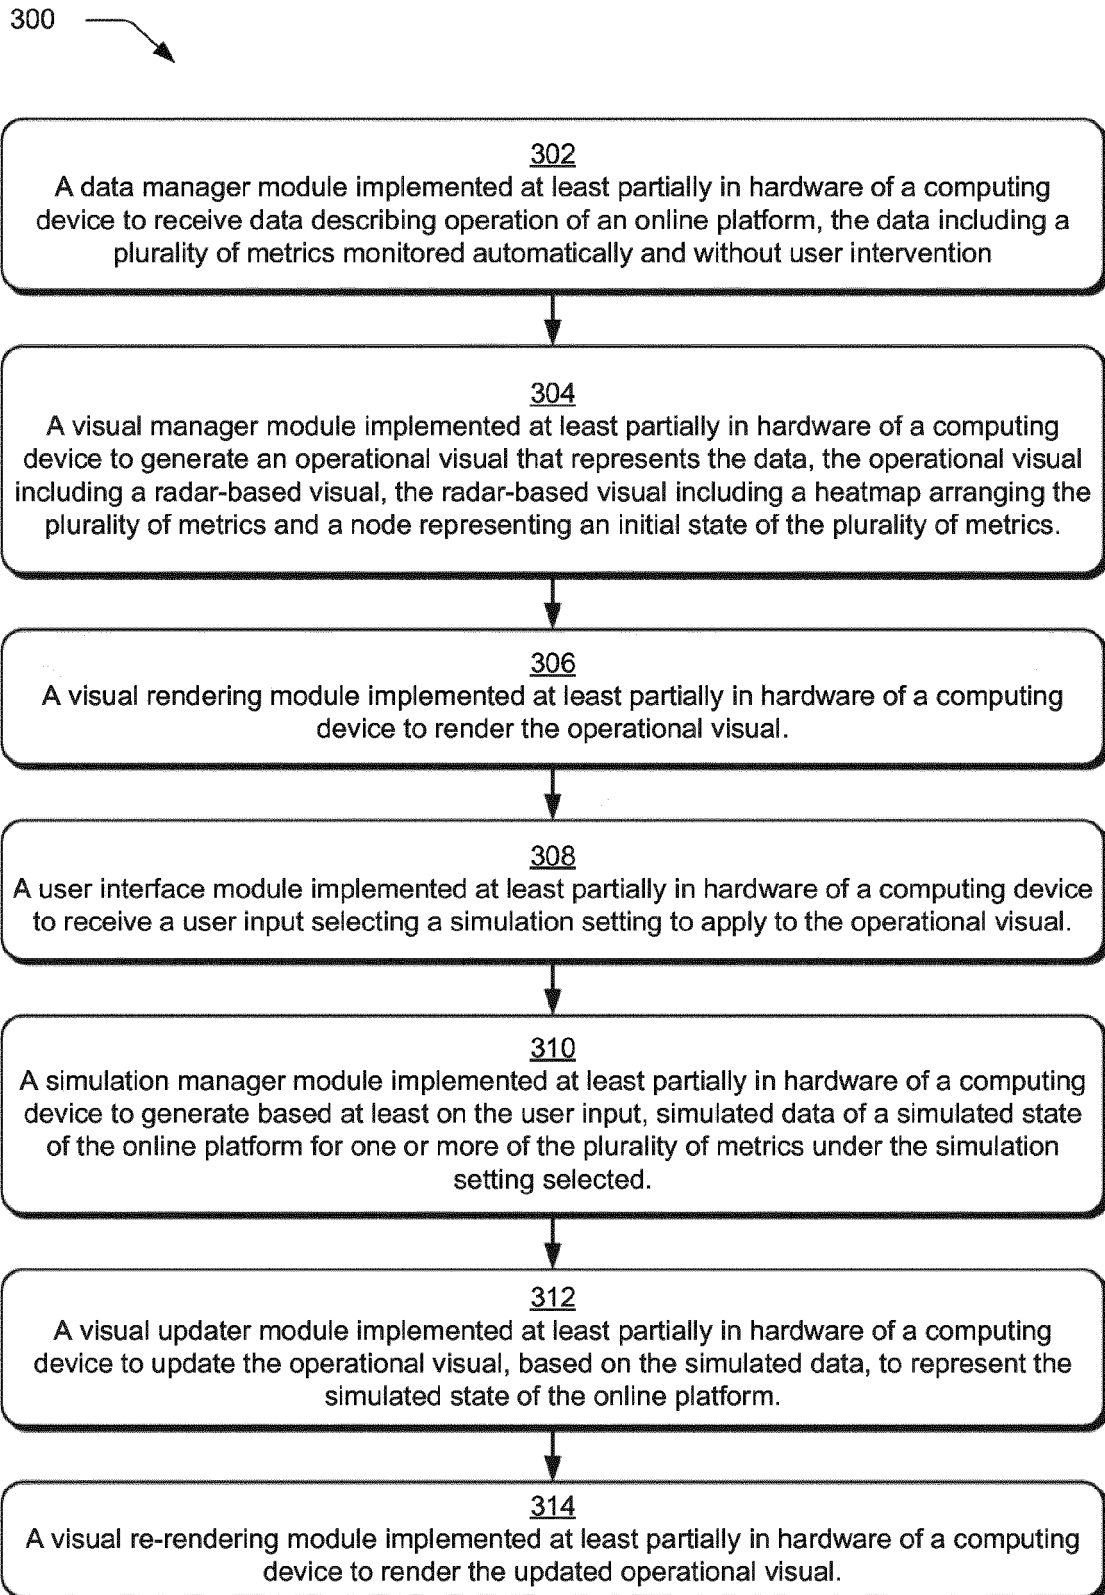 300
302
A data manager module implemented at least partially in hardware of a computing
device to receive data describing operation of an online platform, the data including a
plurality of metrics monitored automatically and without user intervention
304
A visual manager module implemented at least partially in hardware of a computing
device to generate an operational visual that represents the data, the operational visual
including a radar-based visual, the radar-based visual including a heatmap arranging the
plurality of metrics and a node representing an initial state of the plurality of metrics.
306
A visual rendering module implemented at least partially in hardware of a computing
device to render the operational visual.
308
A user interface module implemented at least partially in hardware of a computing device
to receive a user input selecting a simulation setting to apply to the operational visual.
310
A simulation manager module implemented at least partially in hardware of a computing
device to generate based at least on the user input, simulated data of a simulated state
of the online platform for one or more of the plurality of metrics under the simulation
setting selected.
312
A visual updater module implemented at least partially in hardware of a computing
device to update the operational visual, based on the simulated data, to represent the
simulated state of the online platform.
314
A visual re-rendering module implemented at least partially in hardware of a computing
device to render the updated operational visual.